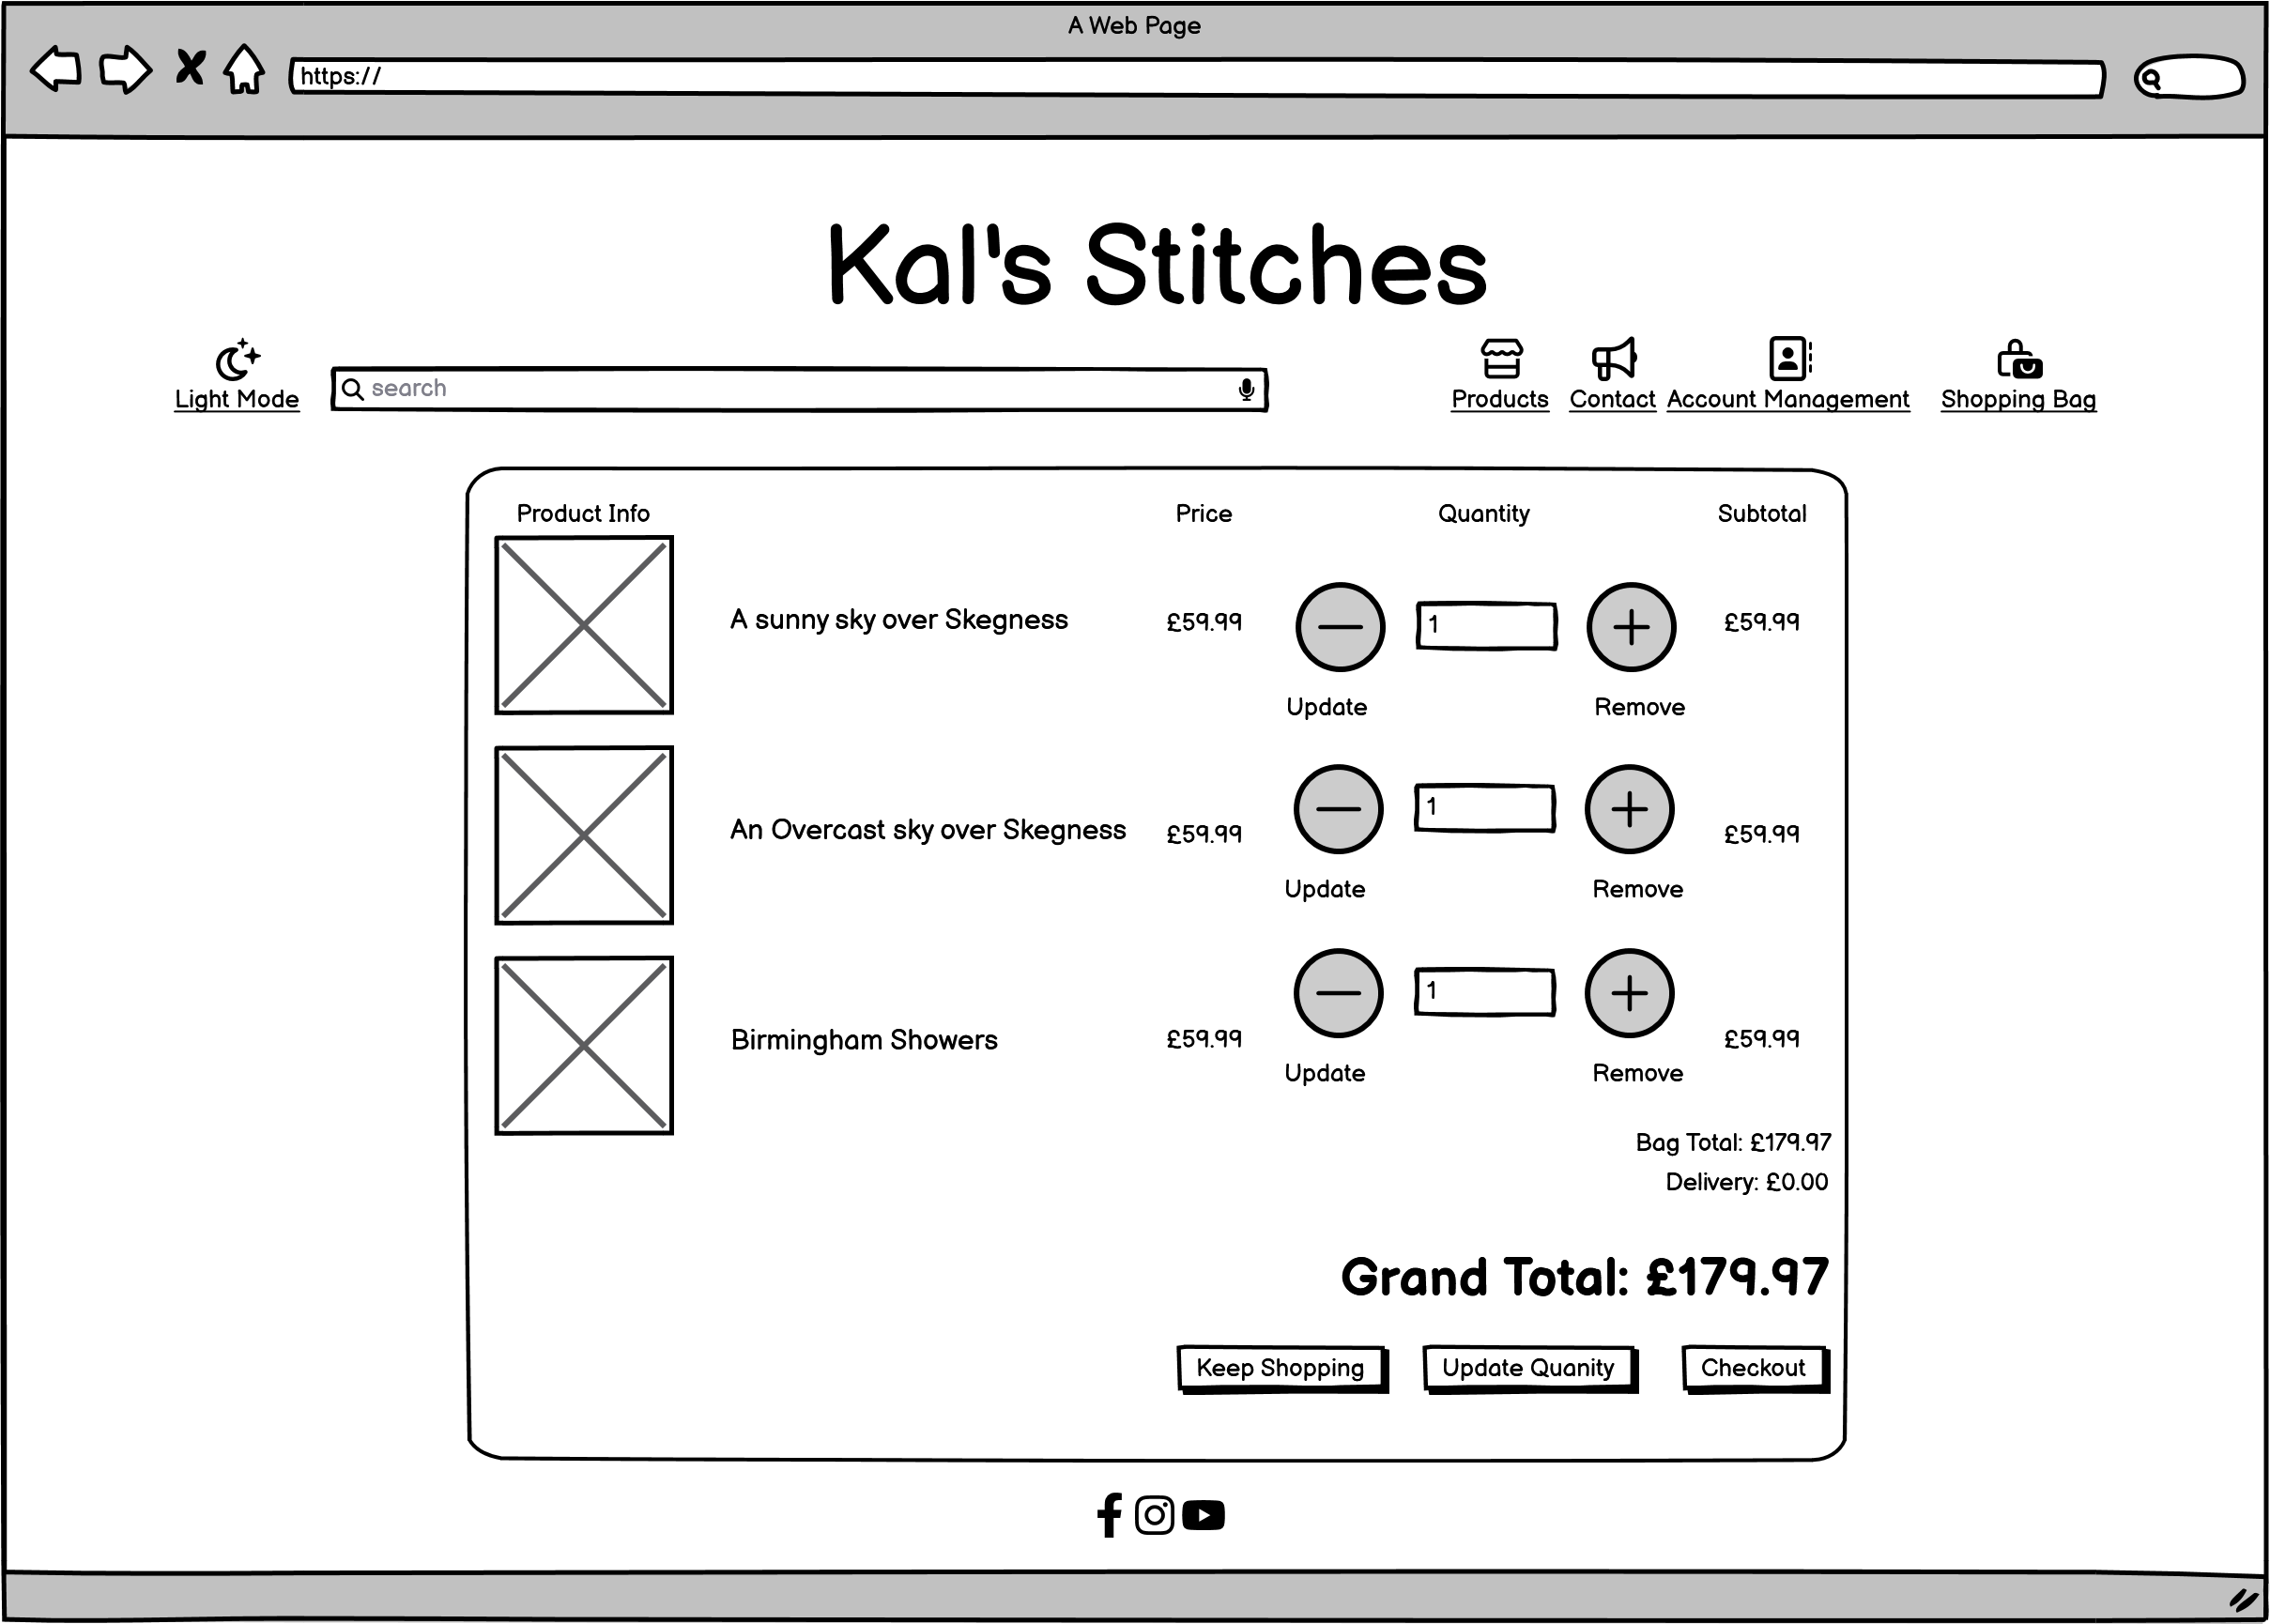 A Web Page
https://
Kal's Stitches
Light Mode
search
Products Contact Account Management Shopping Bag
Product Info Price Quantity Subtotal
A sunny sky over Skegness £59.99 1 £59.99
Update Remove
An Overcast sky over Skegness £59.99 1 £59.99
Update Remove
Birmingham Showers £59.99 1 £59.99
Update Remove
Bag Total: £179.97
Delivery: £0.00
Grand Total: £179.97
Keep Shopping Update Quanity Checkout